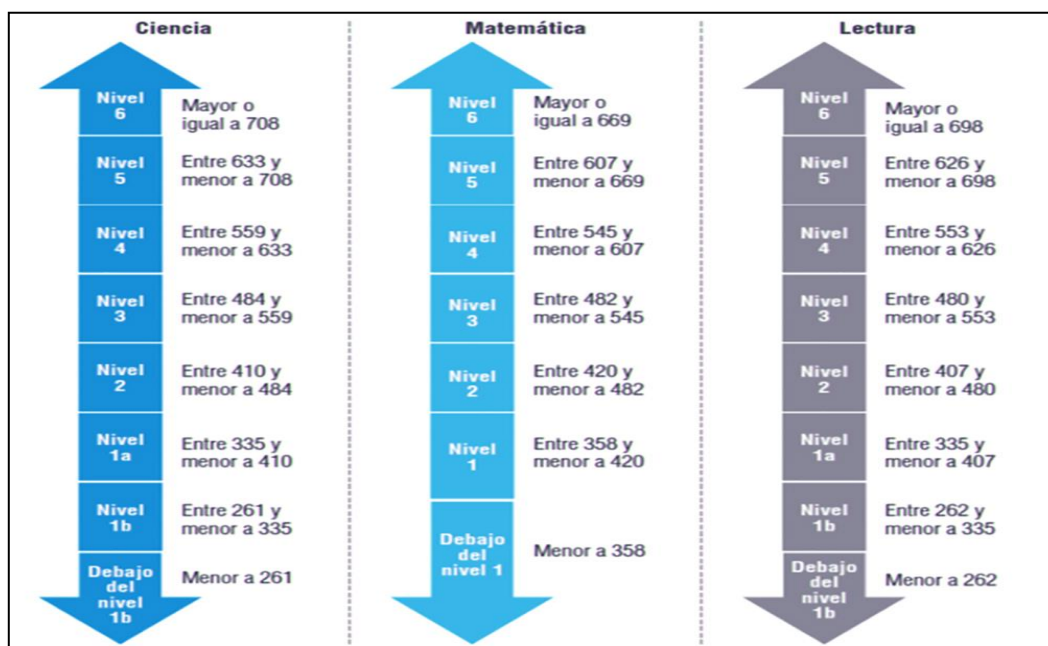 Ciencia
Nivel
6
Mayor o
igual a 708
Nivel
5
Entre 633 y
menor a 708
Nivel
4
Entre 559 y
menor a 633
Nivel
3
Entre 484 y
menor a 559
Nivel
2
Entre 410 y
menor a 484
Nivel
1a
Entre 335 y
menor a 410
Nivel
1b
Entre 261 y
menor a 335
Debajo
del
nivel
1b
Menor a 261
Matemática
Nivel
6
Mayor o
igual a 669
Nivel
5
Entre 607 y
menor a 669
Nivel
4
Entre 545 y
menor a 607
Nivel
3
Entre 482 y
menor a 545
Nivel
2
Entre 420 y
menor a 482
Nivel
1
Entre 358 y
menor a 420
Debajo
del
nivel 1
Menor a 358
Lectura
Nivel
6
Mayor o
igual a 698
Nivel
5
Entre 626 y
menor a 698
Nivel
4
Entre 553 y
menor a 626
Nivel
3
Entre 480 y
menor a 553
Nivel
2
Entre 407 y
menor a 480
Nivel
1a
Entre 335 y
menor a 407
Nivel
1b
Entre 262 y
menor a 335
Debajo
del
nivel
1b
Menor a 262